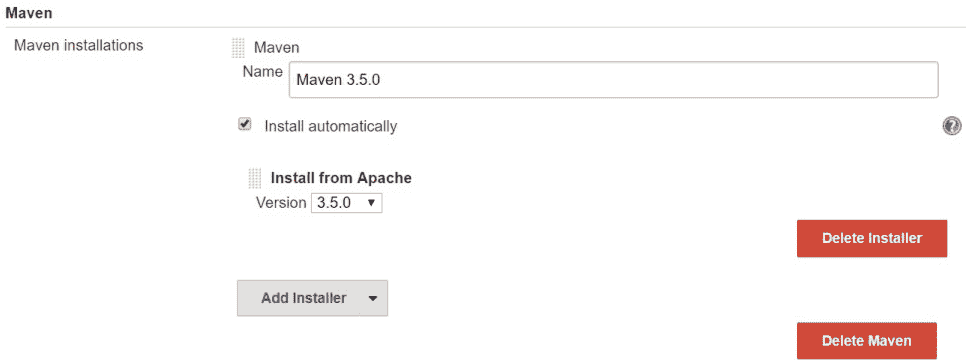 Maven
Maven installations
Maven
Name
Maven 3.5.0
Install automatically
?
Install from Apache
Version 3.5.0
Delete Installer
Add Installer
Delete Maven